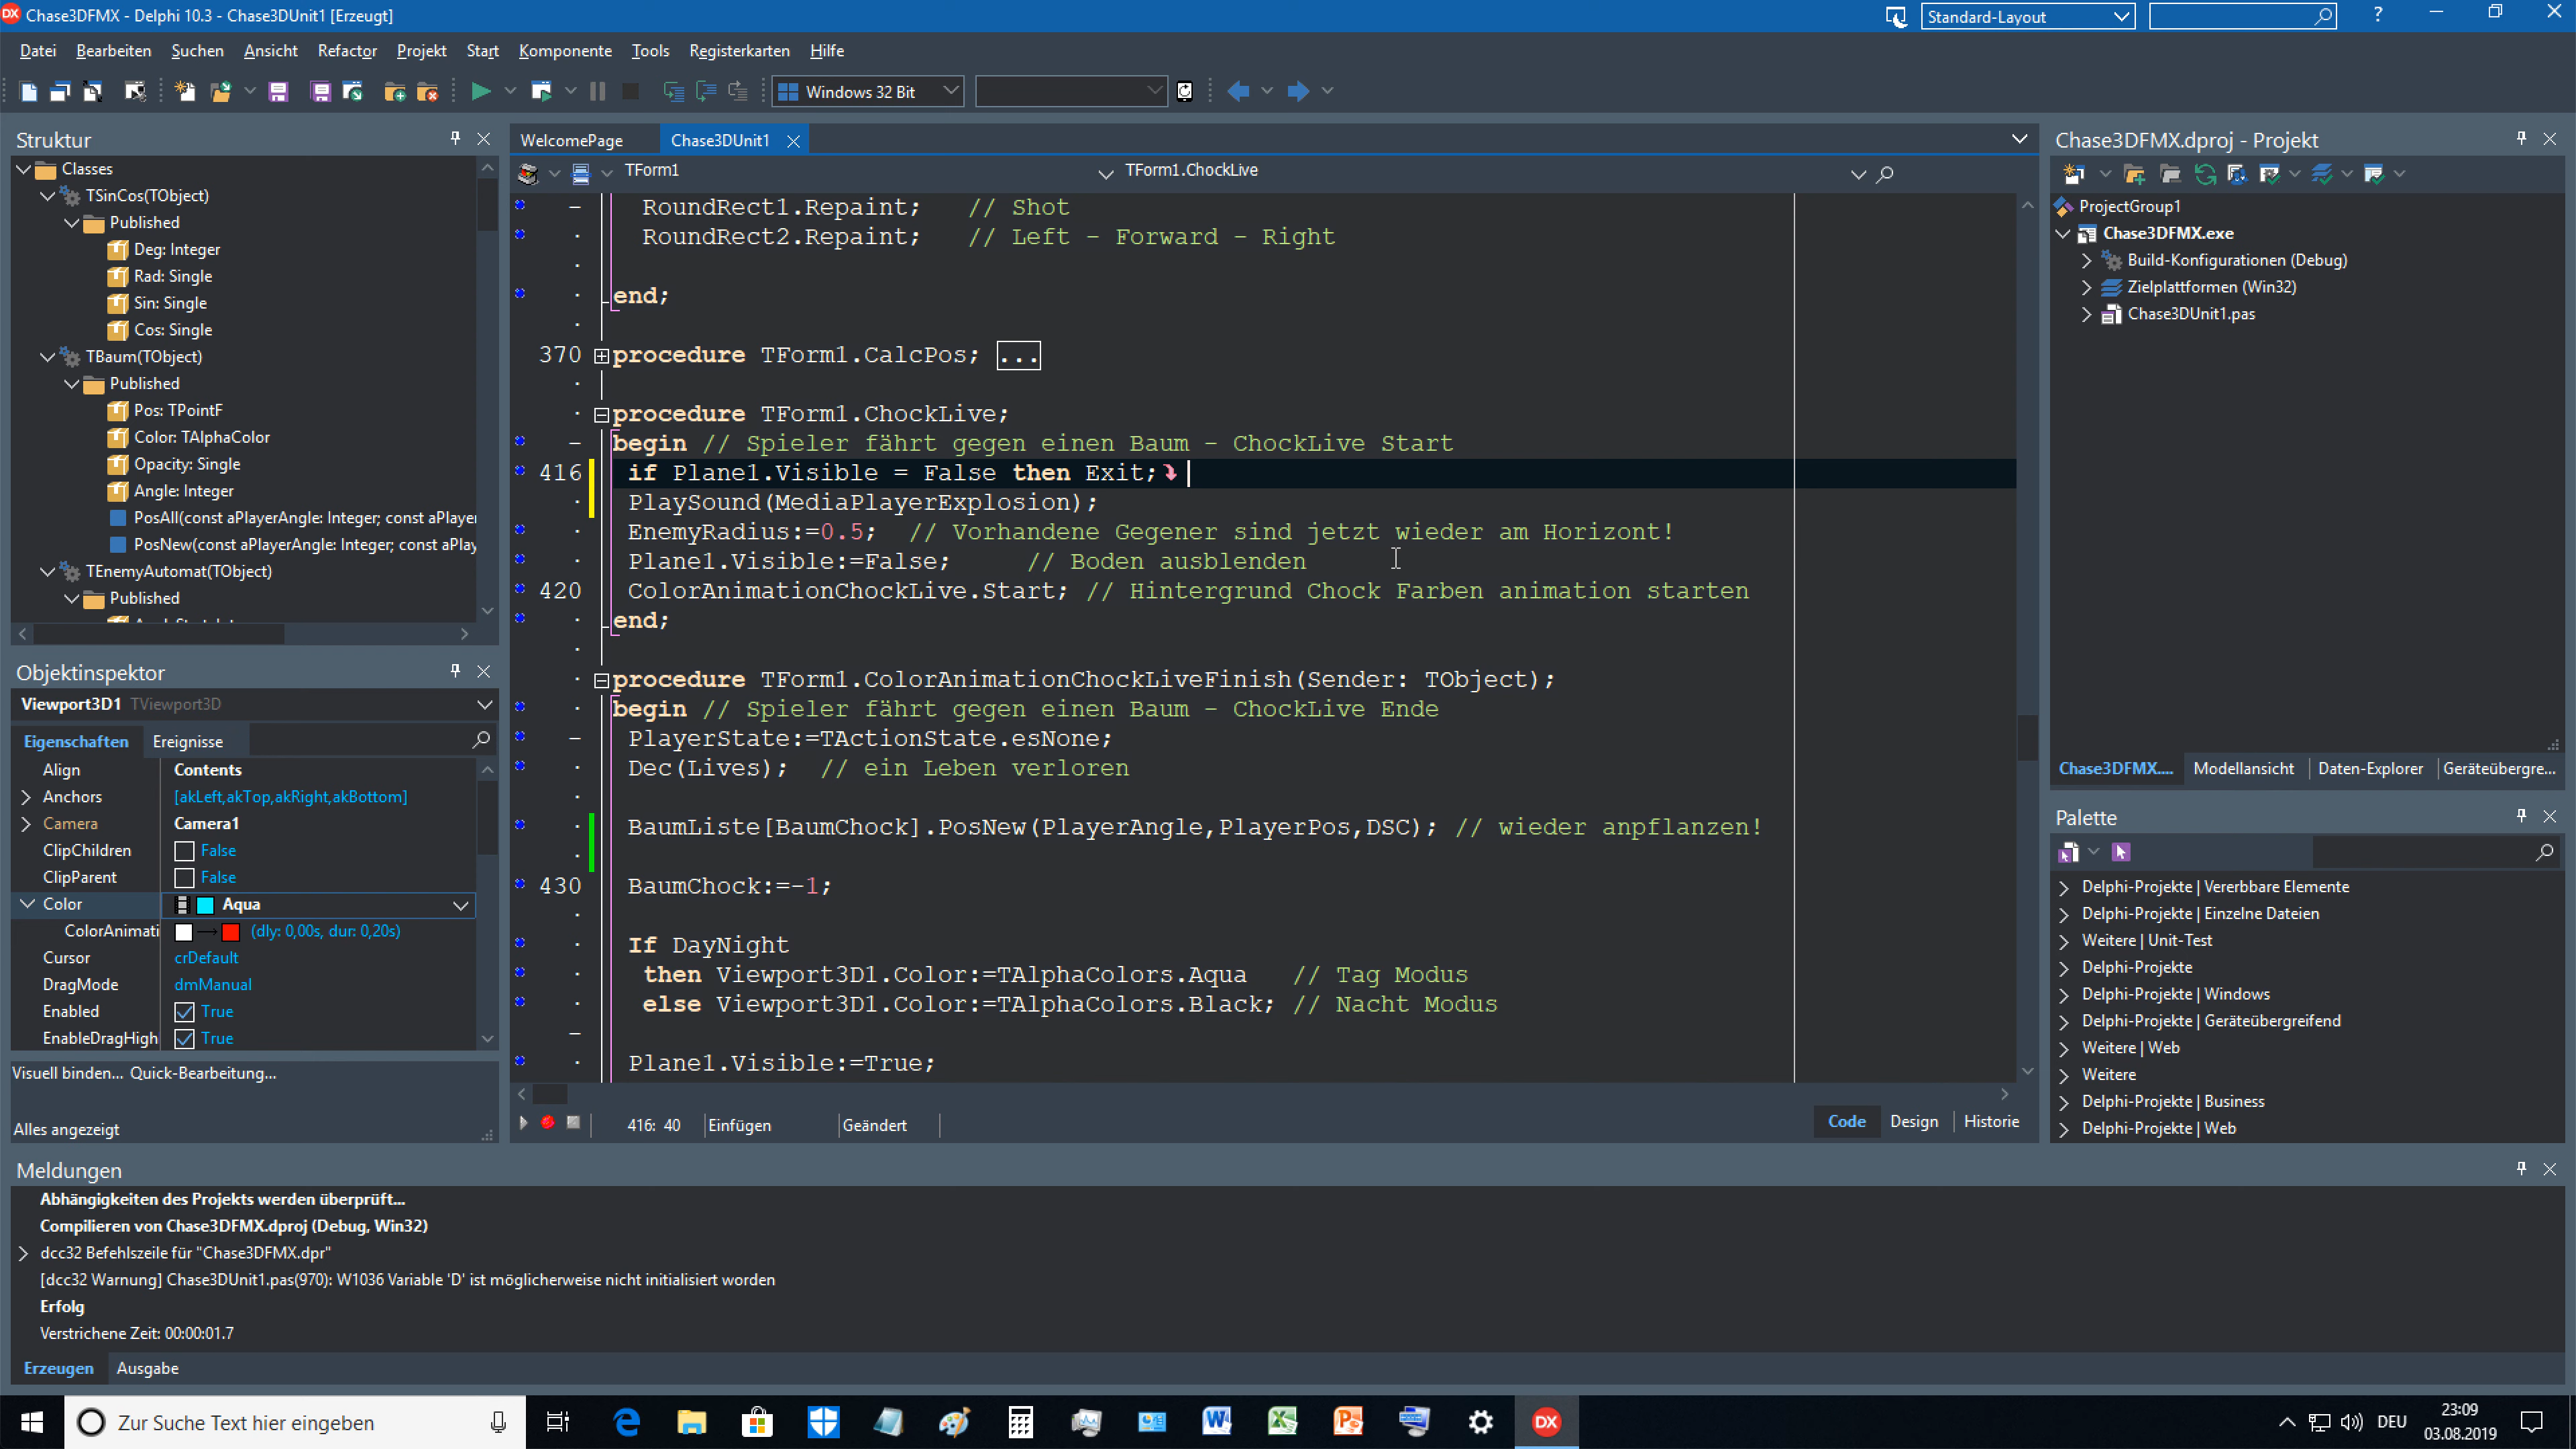 Chase3DFMX - Delphi 10.3 - Chase3DUnit1 [Erzeugt]
Standard-Layout
?
Datei Bearbeiten Suchen Ansicht Refactor Projekt Start Komponente Tools Registerkarten Hilfe
Windows 32 Bit
Struktur
Classes
TSinCos(TObject)
Published
Deg: Integer
Rad: Single
Sin: Single
Cos: Single
TBaum(TObject)
Published
Pos: TPointF
Color: TAlphaColor
Opacity: Single
Angle: Integer
PosAll(const aPlayerAngle: Integer; const aPlayer
PosNew(const aPlayerAngle: Integer; const aPlay
TEnemyAutomat(TObject)
Published
Objektinspektor
Viewport3D1 TViewport3D
Eigenschaften Ereignisse
Align Contents
Anchors [akLeft,akTop,akRight,akBottom]
Camera Camera1
ClipChildren False
ClipParent False
Color Aqua
ColorAnimati (dly: 0,00s, dur: 0,20s)
Cursor crDefault
DragMode dmManual
Enabled True
EnableDragHigh True
Visuell binden... Quick-Bearbeitung...
Alles angezeigt
WelcomePage Chase3DUnit1
TForm1 TForm1.ChockLive
RoundRect1.Repaint; // Shot
RoundRect2.Repaint; // Left - Forward - Right
end;
370 procedure TForm1.CalcPos; ...
procedure TForm1.ChockLive;
begin // Spieler fährt gegen einen Baum - ChockLive Start
416 if Plane1.Visible = False then Exit;
PlaySound(MediaPlayerExplosion);
EnemyRadius:=0.5; // Vorhandene Gegener sind jetzt wieder am Horizont!
Plane1.Visible:=False; // Boden ausblenden
420 ColorAnimationChockLive.Start; // Hintergrund Chock Farben animation starten
end;
procedure TForm1.ColorAnimationChockLiveFinish(Sender: TObject);
begin // Spieler fährt gegen einen Baum - ChockLive Ende
PlayerState:=TActionState.esNone;
Dec(Lives); // ein Leben verloren
BaumListe[BaumChock].PosNew(PlayerAngle,PlayerPos,DSC); // wieder anpflanzen!
430 BaumChock:=-1;
If DayNight
then Viewport3D1.Color:=TAlphaColors.Aqua // Tag Modus
else Viewport3D1.Color:=TAlphaColors.Black; // Nacht Modus
Plane1.Visible:=True;
416: 40 Einfügen Geändert
Code Design Historie
Chase3DFMX.dproj - Projekt
ProjectGroup1
Chase3DFMX.exe
Build-Konfigurationen (Debug)
Zielplattformen (Win32)
Chase3DUnit1.pas
Chase3DFMX.... Modellansicht Daten-Explorer Geräteübergre...
Palette
Delphi-Projekte | Vererbbare Elemente
Delphi-Projekte | Einzelne Dateien
Weitere | Unit-Test
Delphi-Projekte
Delphi-Projekte | Windows
Delphi-Projekte | Geräteübergreifend
Weitere | Web
Weitere
Delphi-Projekte | Business
Delphi-Projekte | Web
Meldungen
Abhängigkeiten des Projekts werden überprüft...
Compilieren von Chase3DFMX.dproj (Debug, Win32)
dcc32 Befehlszeile für "Chase3DFMX.dpr"
[dcc32 Warnung] Chase3DUnit1.pas(970): W1036 Variable 'D' ist möglicherweise nicht initialisiert worden
Erfolg
Verstrichene Zeit: 00:00:01.7
Erzeugen Ausgabe
Zur Suche Text hier eingeben
DX
DEU
23:09
03.08.2019